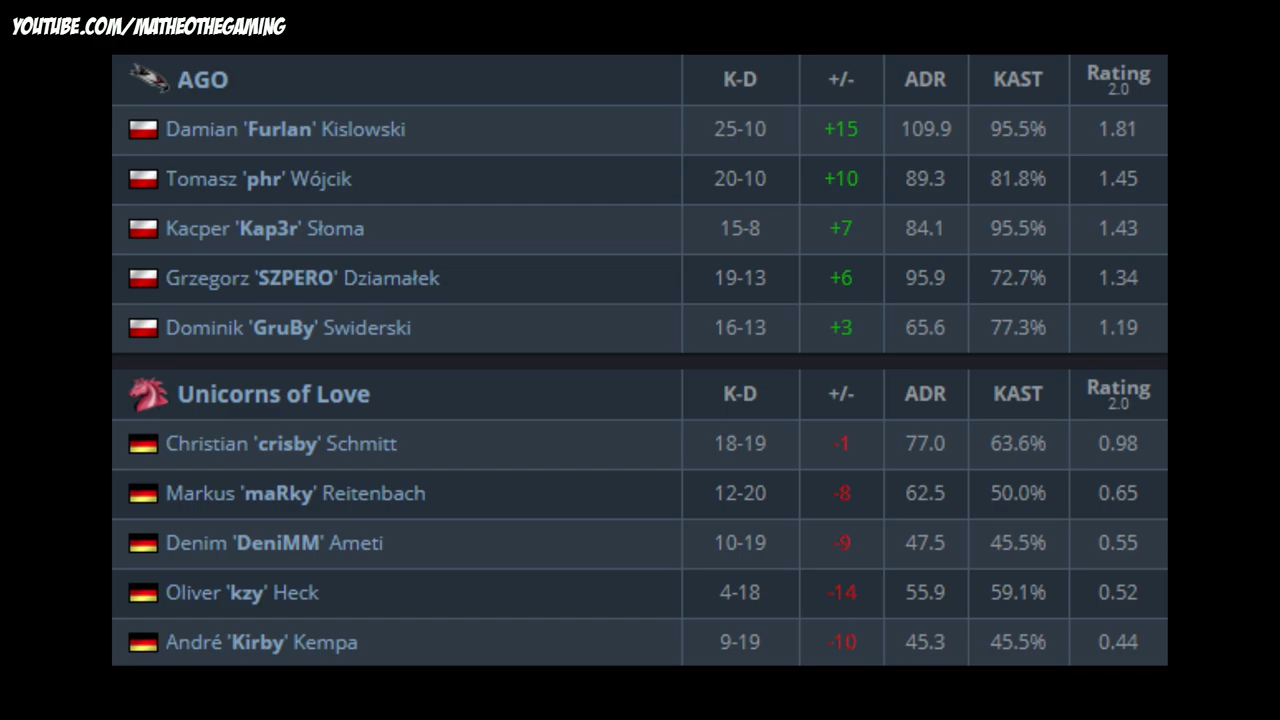 YOUTUBE.COM/MATHEOTHEGAMING
AGO K-D +/- ADR KAST Rating 2.0
Damian 'Furlan' Kislowski 25-10 +15 109.9 95.5% 1.81
Tomasz 'phr' Wójcik 20-10 +10 89.3 81.8% 1.45
Kacper 'Kap3r' Słoma 15-8 +7 84.1 95.5% 1.43
Grzegorz 'SZPERO' Dziamałek 19-13 +6 95.9 72.7% 1.34
Dominik 'GruBy' Swiderski 16-13 +3 65.6 77.3% 1.19
Unicorns of Love K-D +/- ADR KAST Rating 2.0
Christian 'crisby' Schmitt 18-19 -1 77.0 63.6% 0.98
Markus 'maRky' Reitenbach 12-20 -8 62.5 50.0% 0.65
Denim 'DeniMM' Ameti 10-19 -9 47.5 45.5% 0.55
Oliver 'kzy' Heck 4-18 -14 55.9 59.1% 0.52
André 'Kirby' Kempa 9-19 -10 45.3 45.5% 0.44